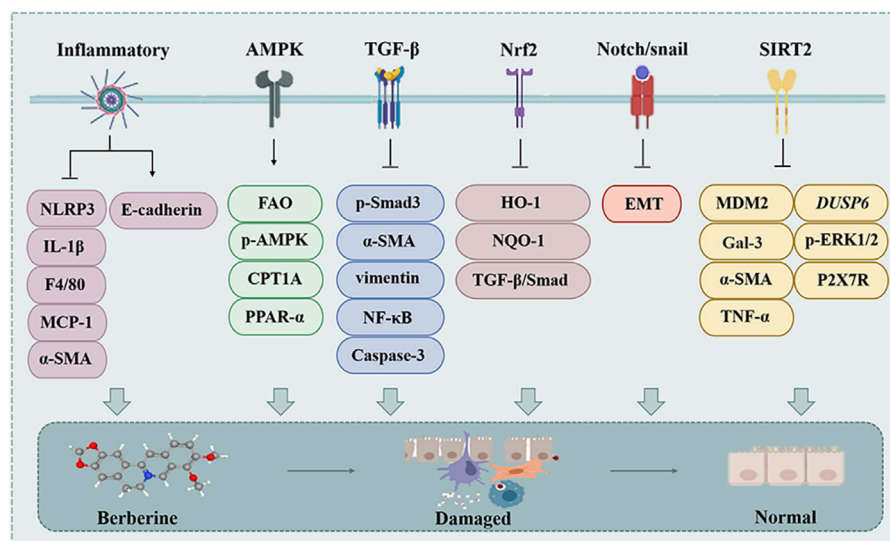 Inflammatory
AMPK
TGF-β
Nrf2
Notch/snail
SIRT2
NLRP3
IL-1β
F4/80
MCP-1
α-SMA
E-cadherin
FAO
p-AMPK
CPT1A
PPAR-α
p-Smad3
α-SMA
vimentin
NF-κB
Caspase-3
HO-1
NQO-1
TGF-β/Smad
EMT
MDM2
Gal-3
α-SMA
TNF-α
DUSP6
p-ERK1/2
P2X7R
Berberine
Damaged
Normal